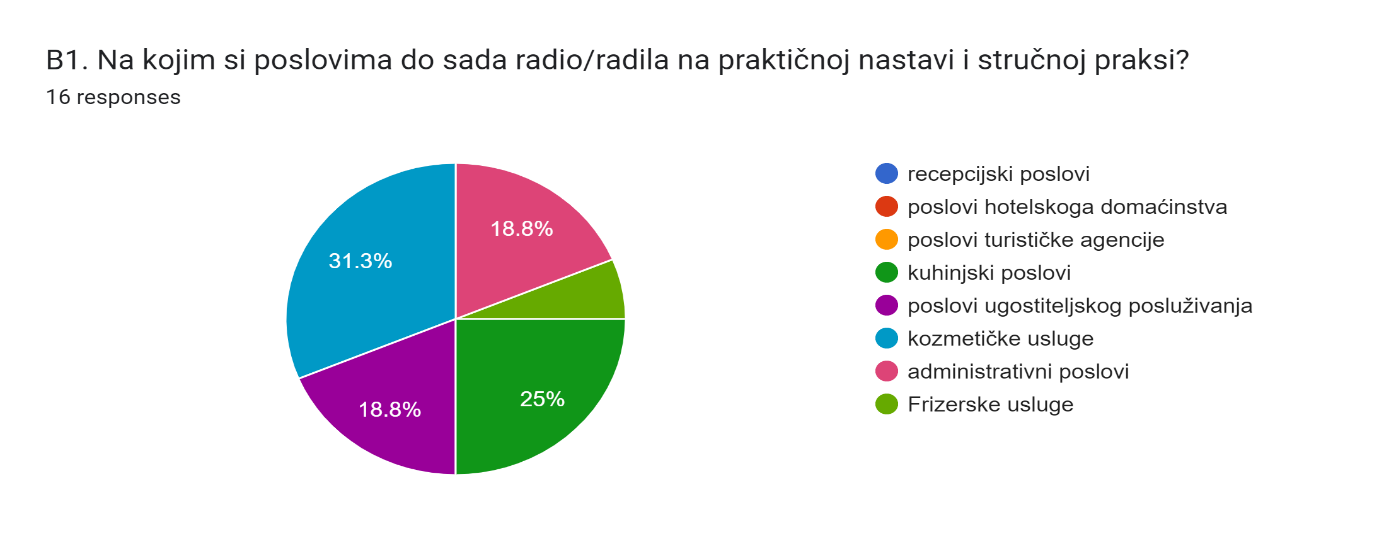 B1. Na kojim si poslovima do sada radio/radila na praktičnoj nastavi i stručnoj praksi?
16 responses
18.8%
31.3%
25%
18.8%
recepcijski poslovi
poslovi hotelskoga domaćinstva
poslovi turističke agencije
kuhinjski poslovi
poslovi ugostiteljskog posluživanja
kozmetičke usluge
administrativni poslovi
Frizerske usluge